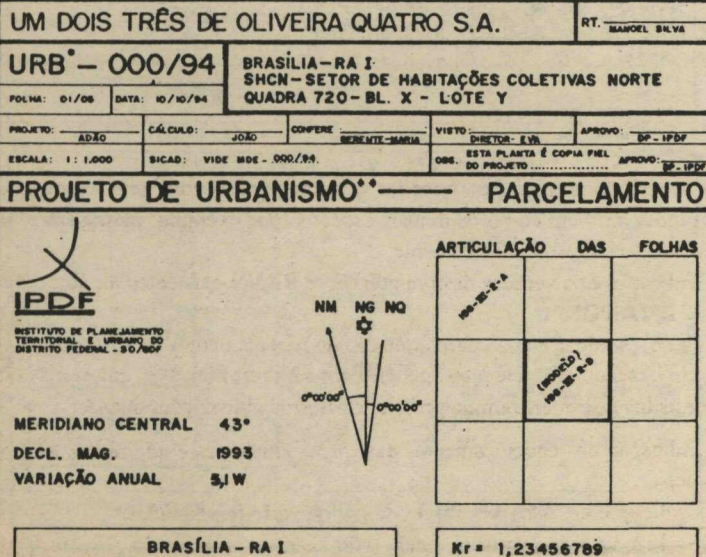 UM DOIS TRÊS DE OLIVEIRA QUATRO S.A.
RT. MANOEL SILVA
URB*- 000/94
FOLHA: 01/06 DATA: 10/10/94
BRASÍLIA-RA I
SHCN-SETOR DE HABITAÇÕES COLETIVAS NORTE
QUADRA 720-BL. X - LOTE Y
PROJETO: ADÃO CÁLCULO: JOÃO CONFERE GERENTE-MARIA VISTO: DIRETOR- EVA APROVO: DP-IPDF
ESCALA: 1: 1.000 SICAD: VIDE MDE-000/94. OBS. ESTA PLANTA É COPIA FIEL DO PROJETO ................ APROVO: DP-IPDF
PROJETO DE URBANISMO** PARCELAMENTO
IPDF
INSTITUTO DE PLANEJAMENTO
TERRITORIAL E URBANO DO
DISTRITO FEDERAL - SO/GDF
NM NG NQ
0°00'00" 0°00'00"
MERIDIANO CENTRAL 43°
DECL. MAG. 1993
VARIAÇÃO ANUAL 5,1 W
ARTICULAÇÃO DAS FOLHAS
(MODELO)
BRASÍLIA - RA I
Kr= 1,23456789